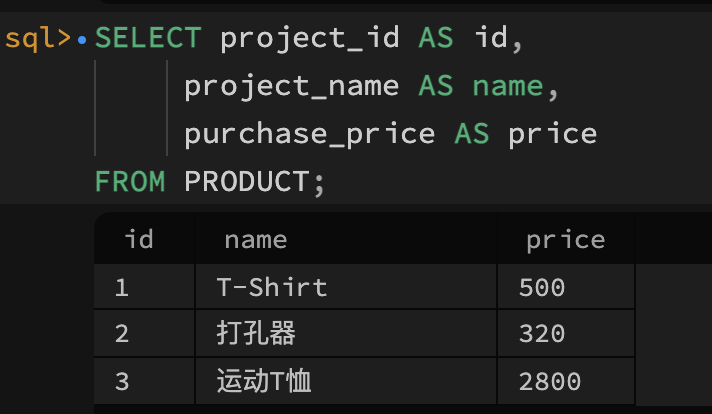 sql> SELECT project_id AS id,
project_name AS name,
purchase_price AS price
FROM PRODUCT;
id name price
1 T-Shirt 500
2 打孔器 320
3 运动T恤 2800